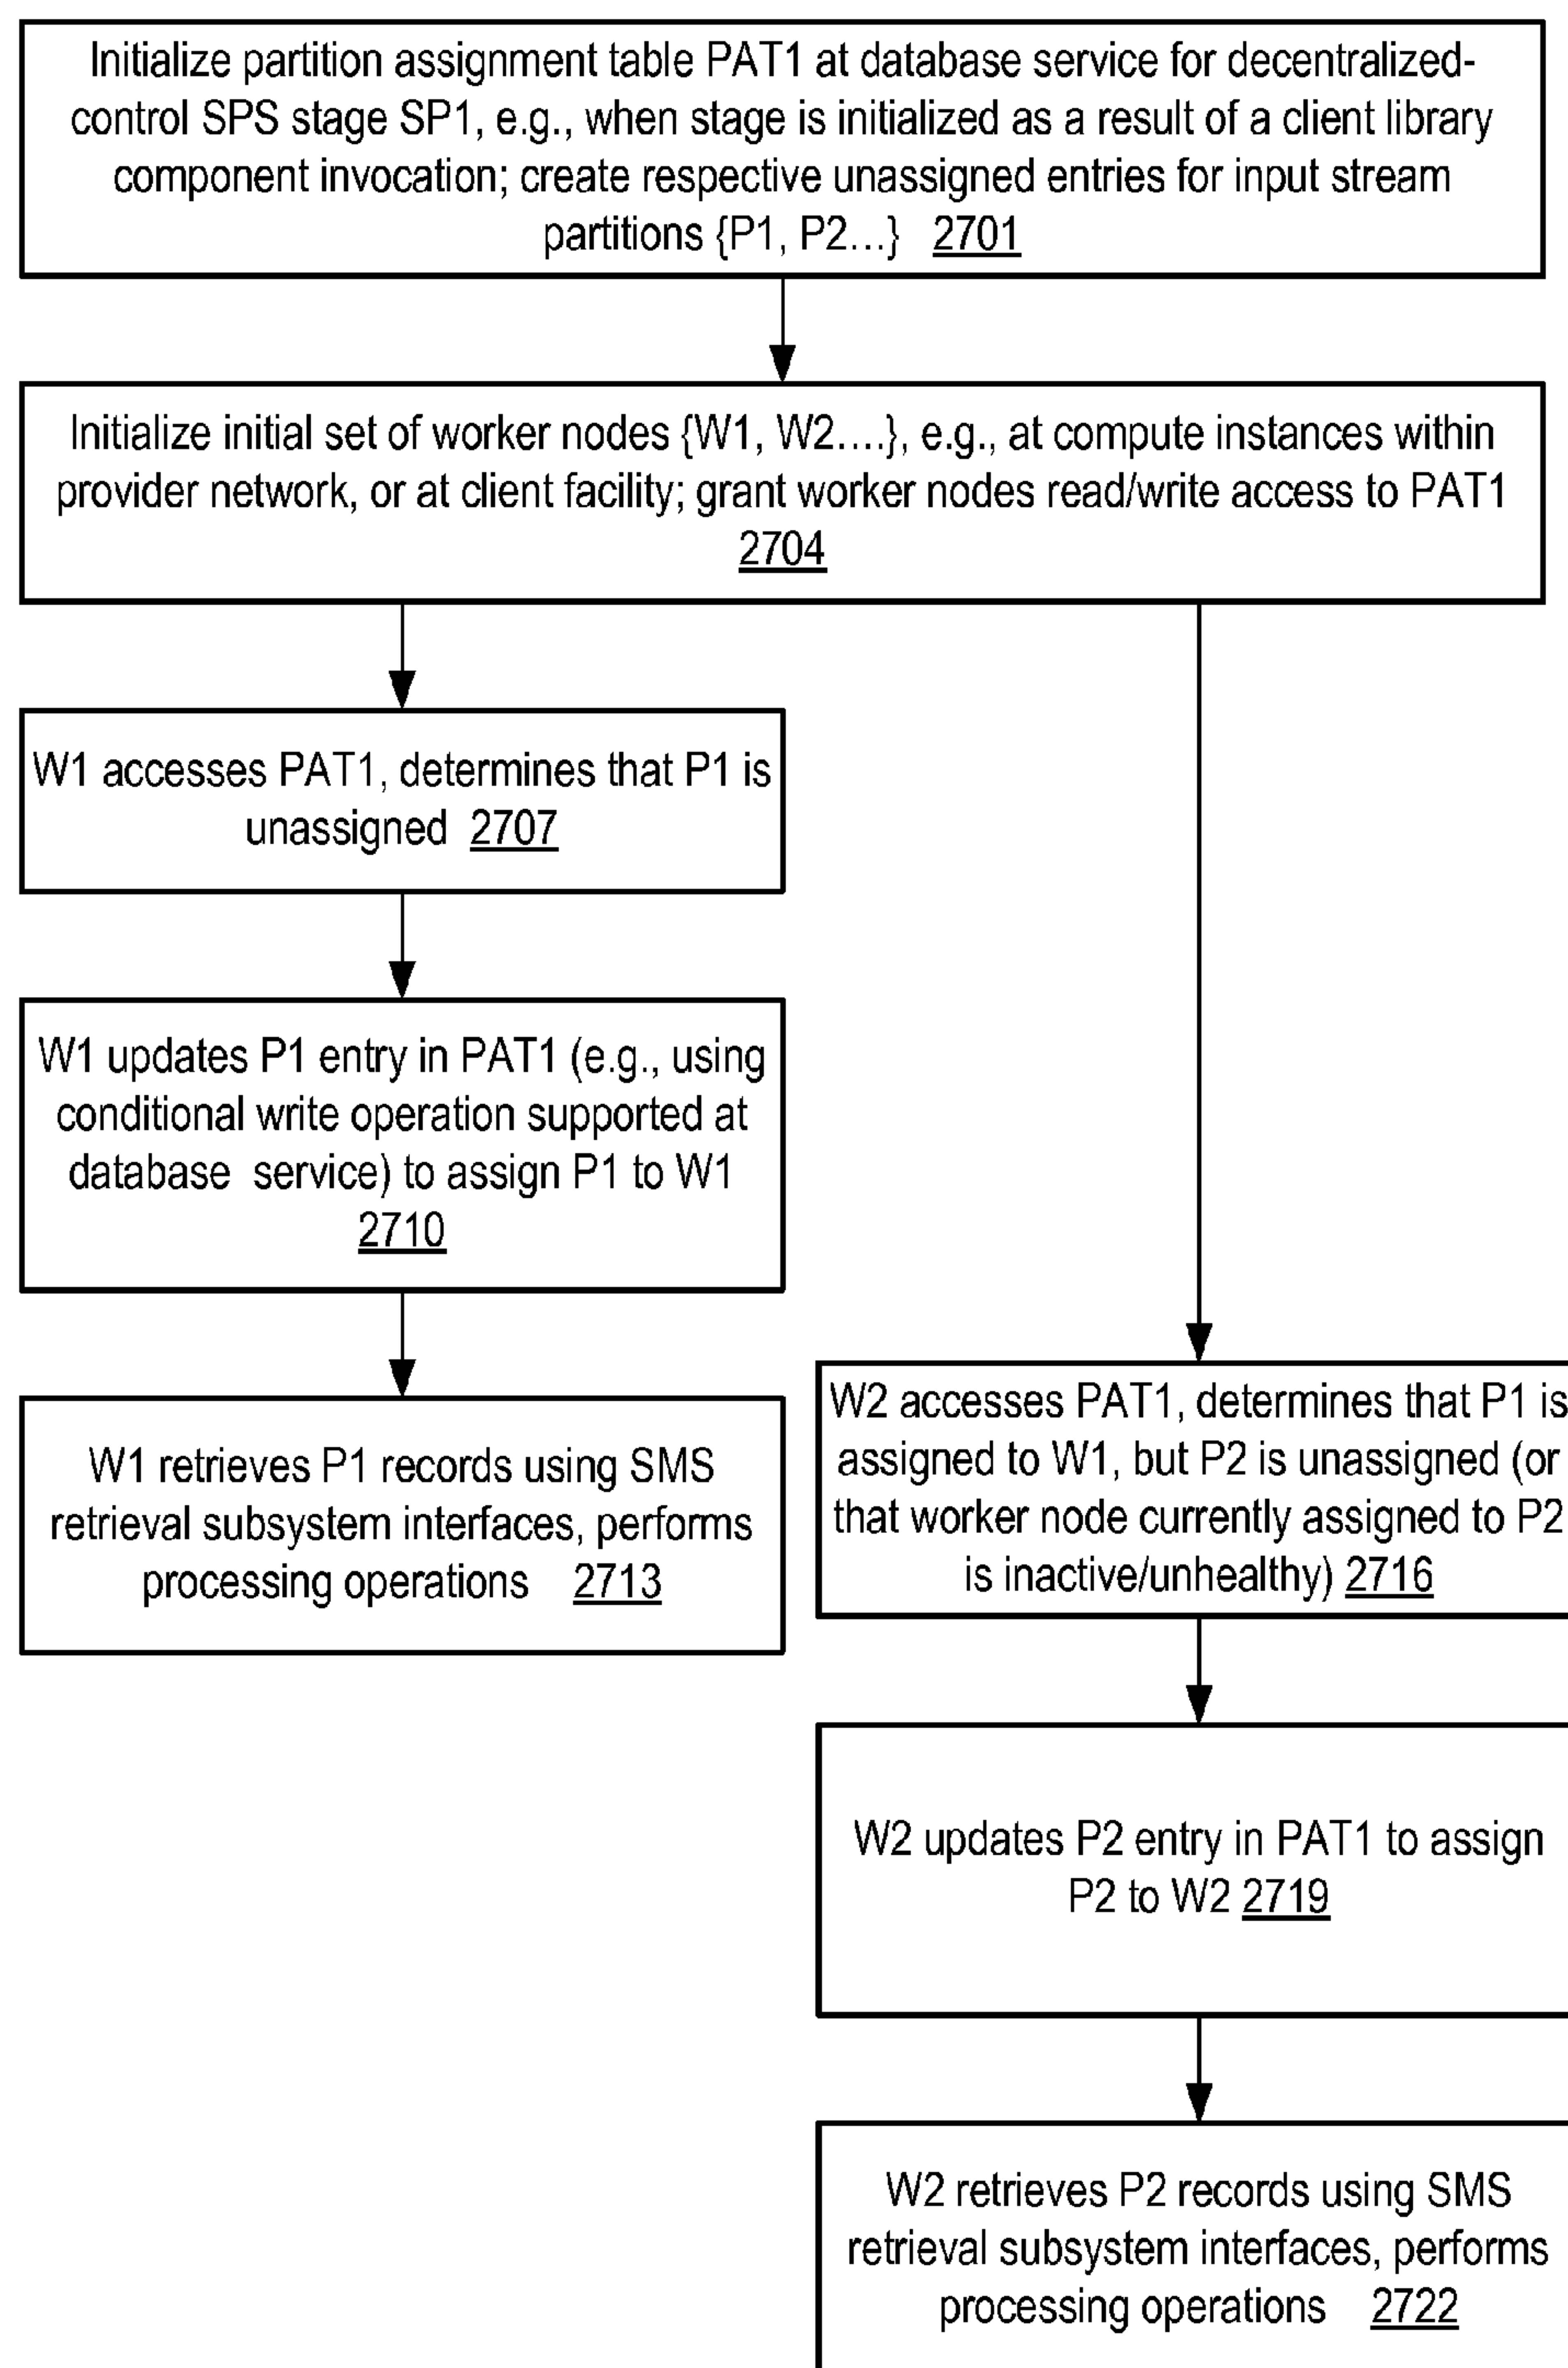 Initialize partition assignment table PAT1 at database service for decentralized-
control SPS stage SP1, e.g., when stage is initialized as a result of a client library
component invocation; create respective unassigned entries for input stream
partitions {P1, P2…} 2701
Initialize initial set of worker nodes {W1, W2….}, e.g., at compute instances within
provider network, or at client facility; grant worker nodes read/write access to PAT1
2704
W1 accesses PAT1, determines that P1 is
unassigned 2707
W1 updates P1 entry in PAT1 (e.g., using
conditional write operation supported at
database service) to assign P1 to W1
2710
W1 retrieves P1 records using SMS
retrieval subsystem interfaces, performs
processing operations 2713
W2 accesses PAT1, determines that P1 is
assigned to W1, but P2 is unassigned (or
that worker node currently assigned to P2
is inactive/unhealthy) 2716
W2 updates P2 entry in PAT1 to assign
P2 to W2 2719
W2 retrieves P2 records using SMS
retrieval subsystem interfaces, performs
processing operations 2722